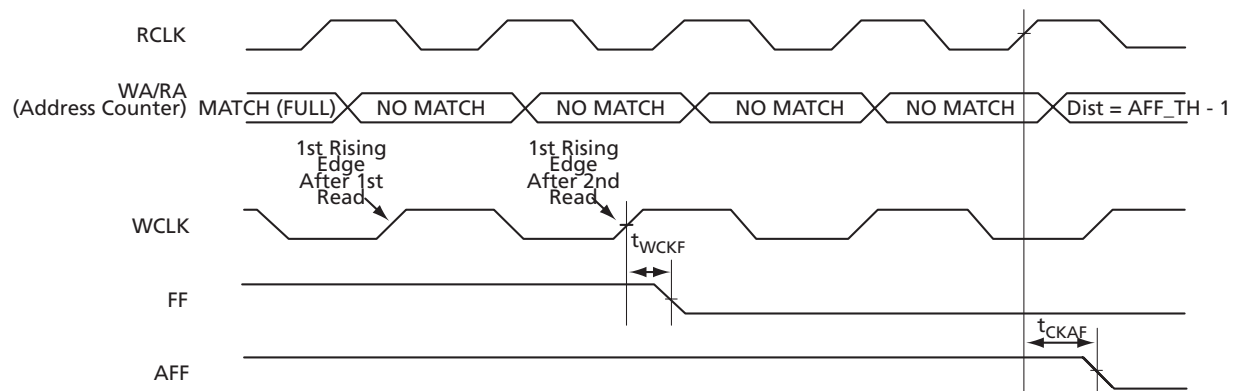 RCLK
WA/RA
(Address Counter) MATCH (FULL) NO MATCH NO MATCH NO MATCH NO MATCH Dist = AFF_TH - 1
1st Rising
Edge
After 1st
Read
1st Rising
Edge
After 2nd
Read
WCLK
tWCKF
FF
tCKAF
AFF